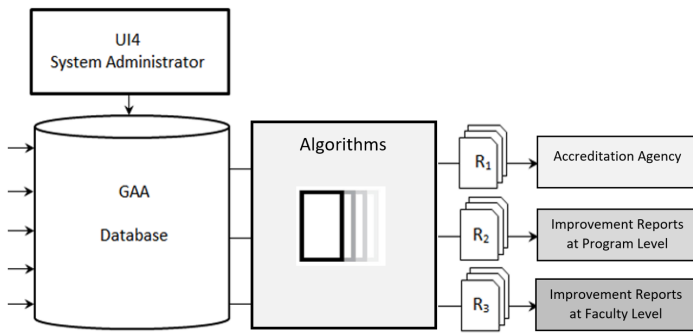 UI4
System Administrator
GAA
Database
Algorithms
R1
Accreditation Agency
R2
Improvement Reports
at Program Level
R3
Improvement Reports
at Faculty Level